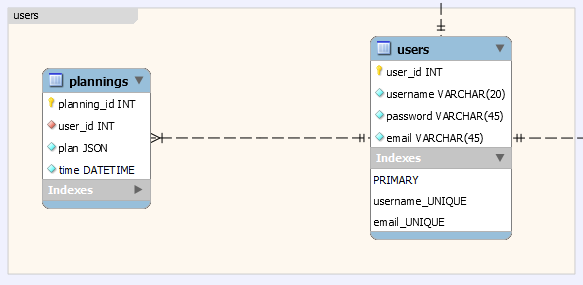 users
plannings
planning_id INT
user_id INT
plan JSON
time DATETIME
Indexes
users
user_id INT
username VARCHAR(20)
password VARCHAR(45)
email VARCHAR(45)
Indexes
PRIMARY
username_UNIQUE
email_UNIQUE